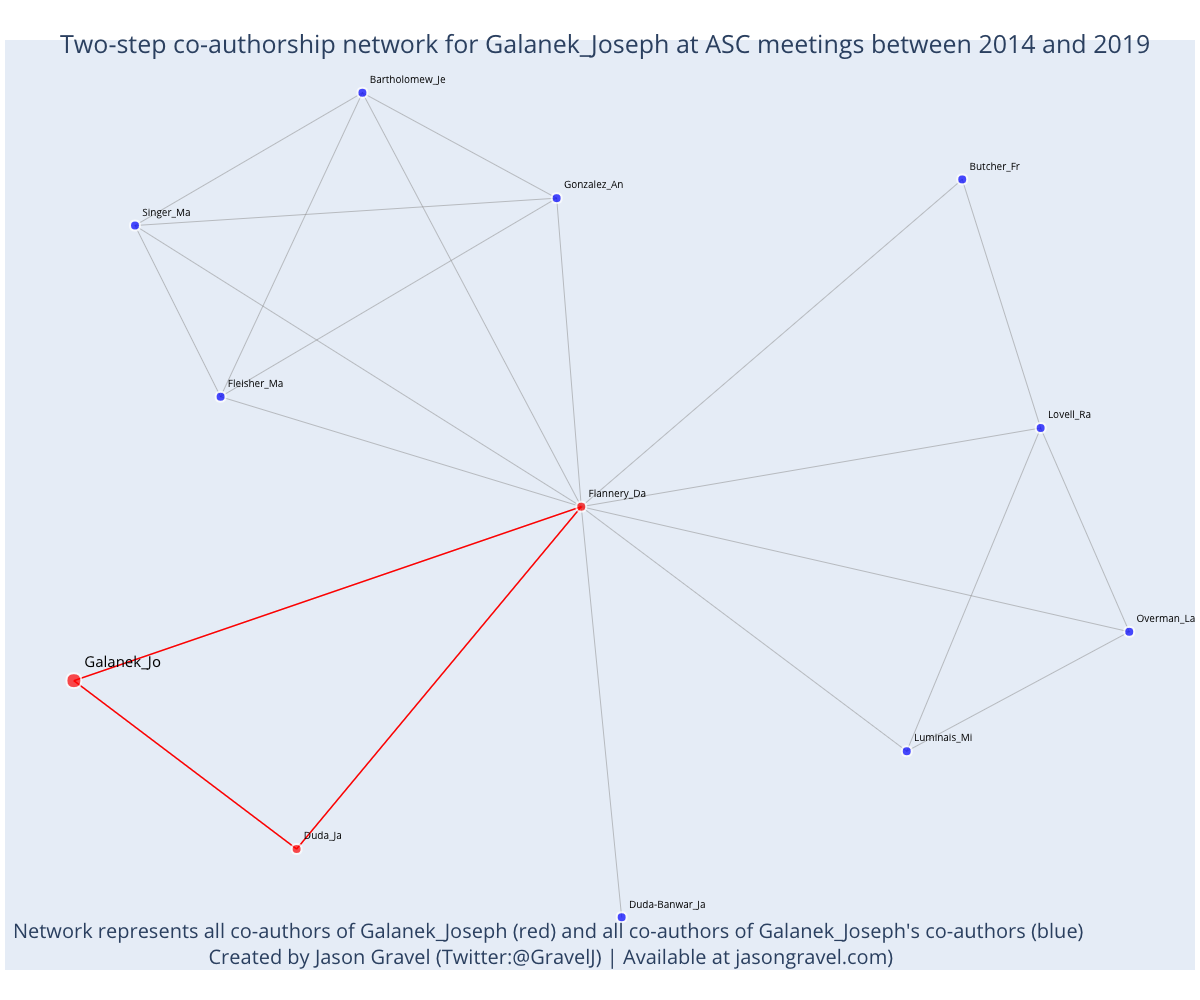 Two-step co-authorship network for Galanek_Joseph at ASC meetings between 2014 and 2019
Bartholomew_Je
Butcher_Fr
Gonzalez_An
Singer_Ma
Fleisher_Ma
Lovell_Ra
Flannery_Da
Overman_La
Galanek_Jo
Luminais_Mi
Duda_Ja
Duda-Banwar_Ja
Network represents all co-authors of Galanek_Joseph (red) and all co-authors of Galanek_Joseph's co-authors (blue)
Created by Jason Gravel (Twitter:@GravelJ) | Available at jasongravel.com)